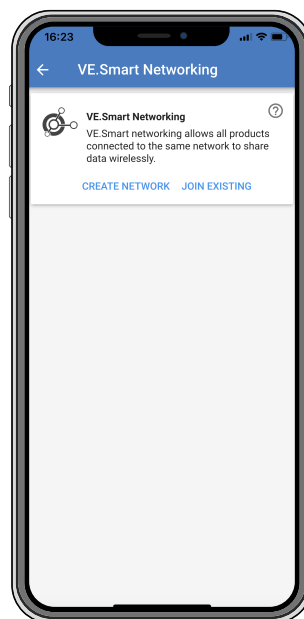 16:23
VE.Smart Networking
VE.Smart Networking
VE.Smart networking allows all products
connected to the same network to share
data wirelessly.
CREATE NETWORK JOIN EXISTING